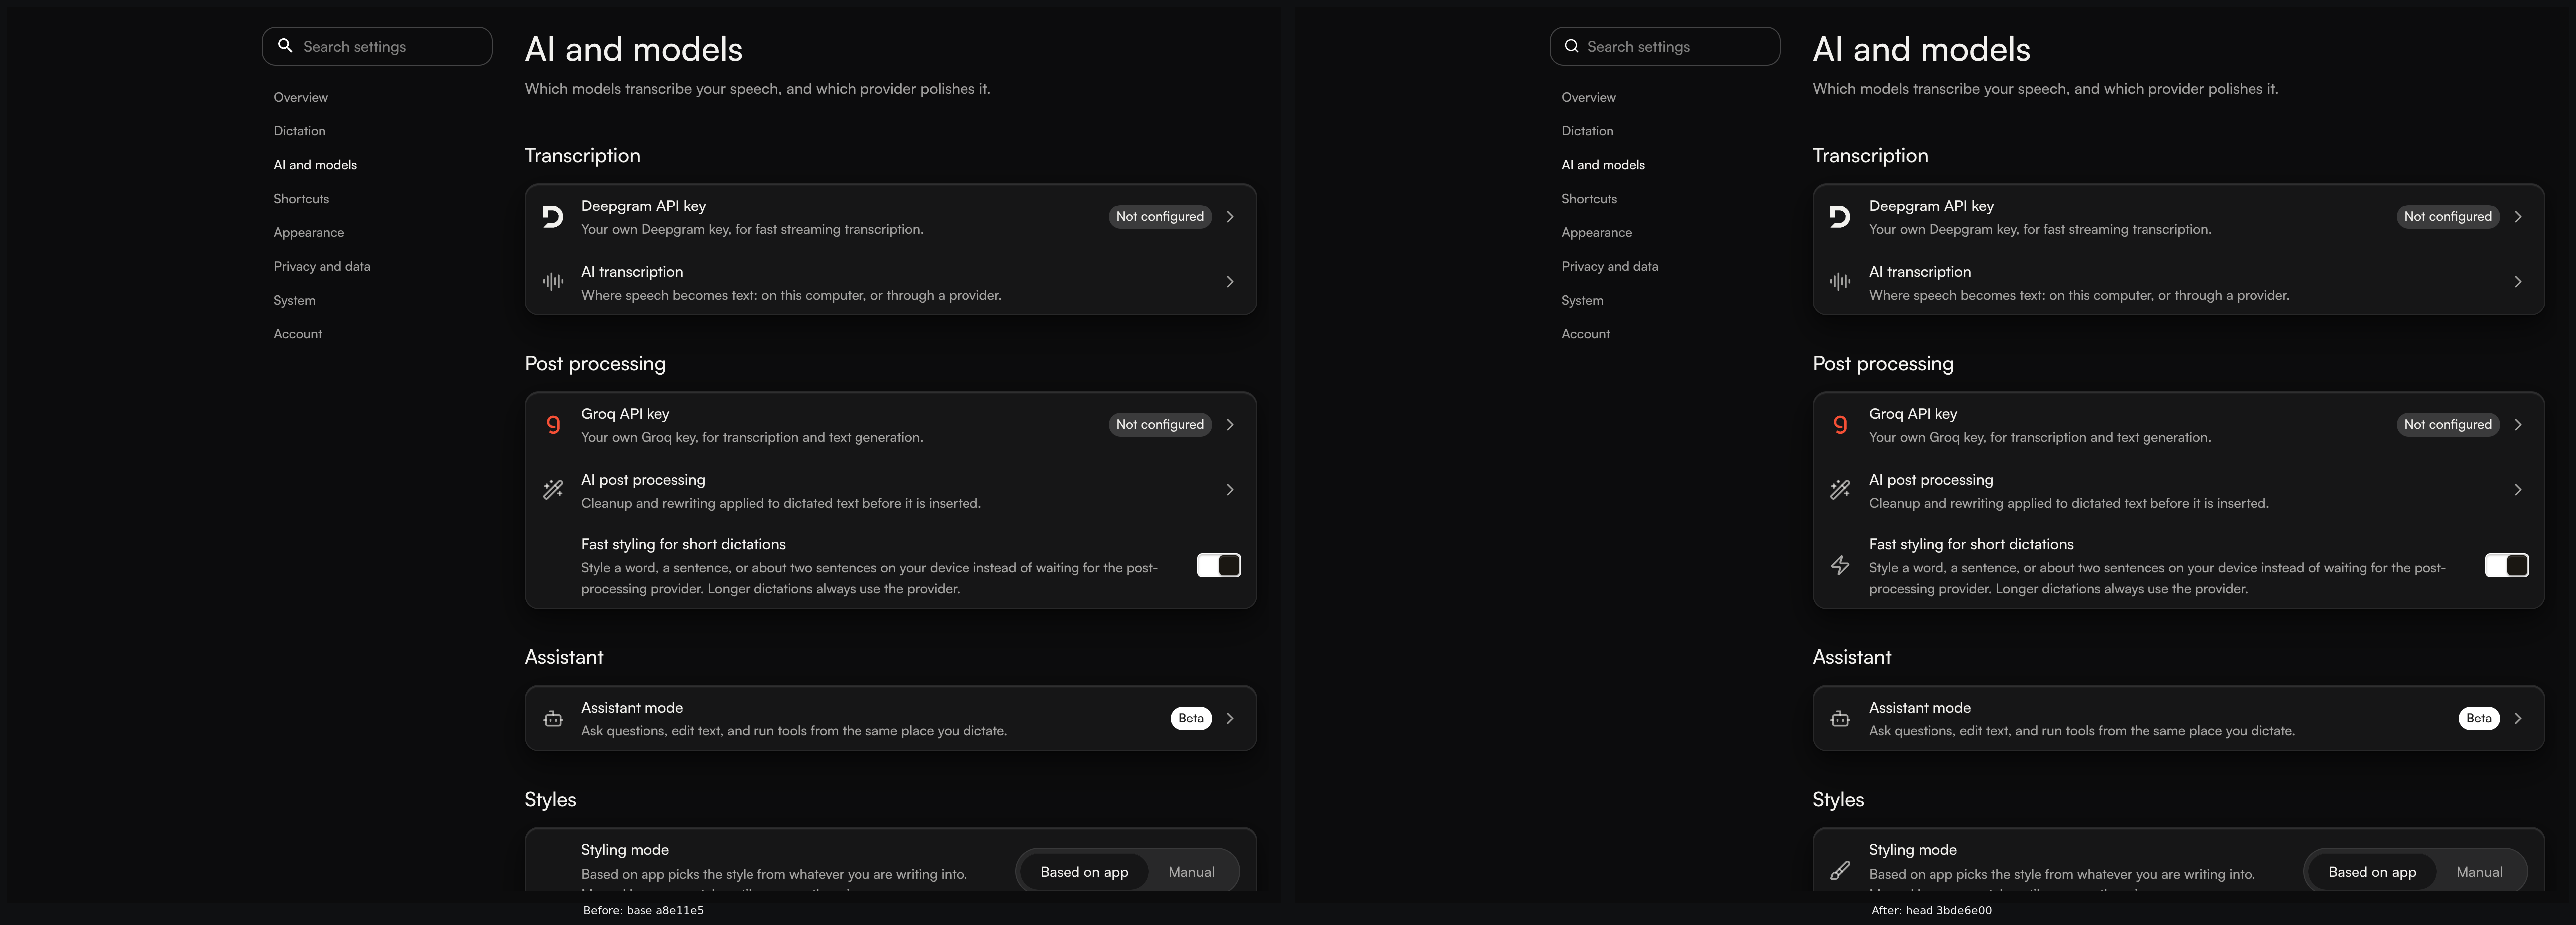 Search settings
Overview
Dictation
AI and models
Shortcuts
Appearance
Privacy and data
System
Account
AI and models
Which models transcribe your speech, and which provider polishes it.
Transcription
Deepgram API key
Your own Deepgram key, for fast streaming transcription.
Not configured
AI transcription
Where speech becomes text: on this computer, or through a provider.
Post processing
Groq API key
Your own Groq key, for transcription and text generation.
Not configured
AI post processing
Cleanup and rewriting applied to dictated text before it is inserted.
Fast styling for short dictations
Style a word, a sentence, or about two sentences on your device instead of waiting for the post-
processing provider. Longer dictations always use the provider.
Assistant
Assistant mode
Ask questions, edit text, and run tools from the same place you dictate.
Beta
Styles
Styling mode
Based on app picks the style from whatever you are writing into.
Based on app
Manual
Before: base a8e11e5
Search settings
Overview
Dictation
AI and models
Shortcuts
Appearance
Privacy and data
System
Account
AI and models
Which models transcribe your speech, and which provider polishes it.
Transcription
Deepgram API key
Your own Deepgram key, for fast streaming transcription.
Not configured
AI transcription
Where speech becomes text: on this computer, or through a provider.
Post processing
Groq API key
Your own Groq key, for transcription and text generation.
Not configured
AI post processing
Cleanup and rewriting applied to dictated text before it is inserted.
Fast styling for short dictations
Style a word, a sentence, or about two sentences on your device instead of waiting for the post-
processing provider. Longer dictations always use the provider.
Assistant
Assistant mode
Ask questions, edit text, and run tools from the same place you dictate.
Beta
Styles
Styling mode
Based on app picks the style from whatever you are writing into.
Based on app
Manual
After: head 3bde6e00